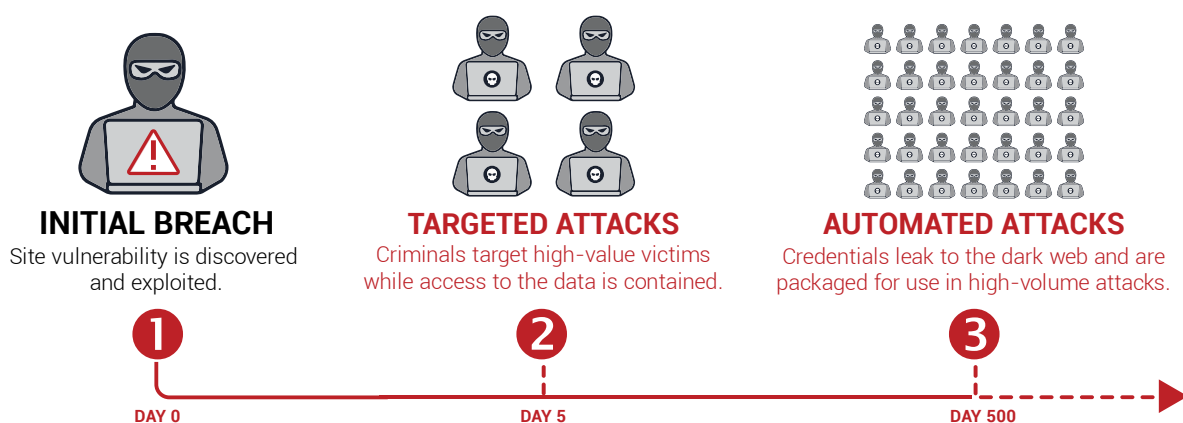 INITIAL BREACH
Site vulnerability is discovered
and exploited.
TARGETED ATTACKS
Criminals target high-value victims
while access to the data is contained.
AUTOMATED ATTACKS
Credentials leak to the dark web and are
packaged for use in high-volume attacks.
1
2
3
DAY 0
DAY 5
DAY 500